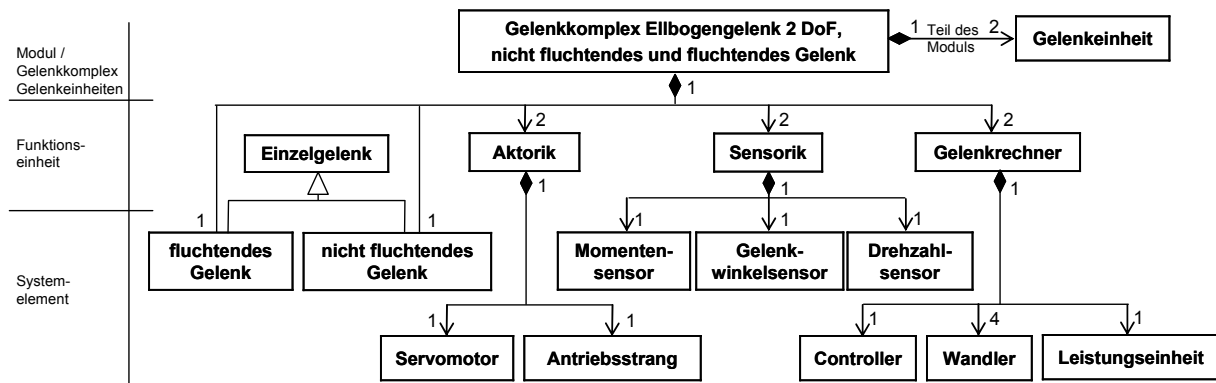 Gelenkkomplex Ellbogengelenk 2 DoF,
nicht fluchtendes und fluchtendes Gelenk
1 Teil des 2
Moduls
Gelenkeinheit
Modul /
Gelenkkomplex
Gelenkeinheiten
1
2
2
2
Funktions-
einheit
Einzelgelenk
Aktorik
Sensorik
Gelenkrechner
1
1
1
1
1
1
1
1
fluchtendes
Gelenk
nicht fluchtendes
Gelenk
Momenten-
sensor
Gelenk-
winkelsensor
Drehzahl-
sensor
System-
element
1
1
1
4
1
Servomotor
Antriebsstrang
Controller
Wandler
Leistungseinheit